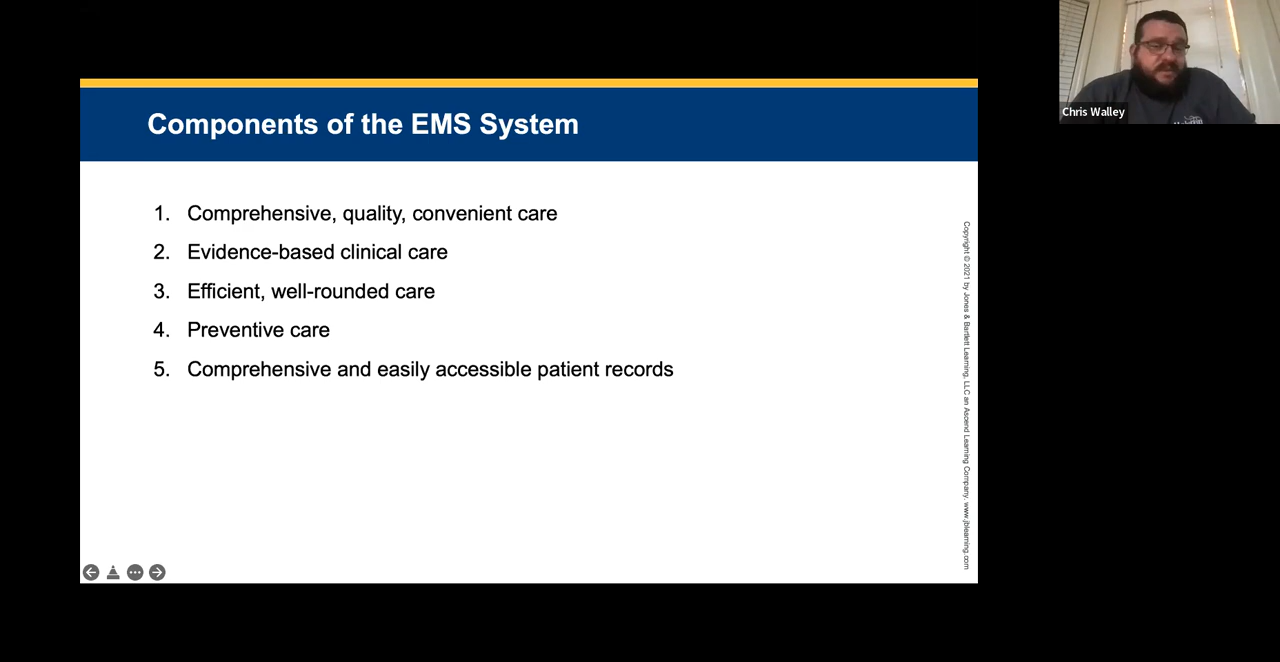 Components of the EMS System
1. Comprehensive, quality, convenient care
2. Evidence-based clinical care
3. Efficient, well-rounded care
4. Preventive care
5. Comprehensive and easily accessible patient records
Copyright © 2021 by Jones & Bartlett Learning, LLC an Ascend Learning Company. www.jblearning.com
Chris Walley